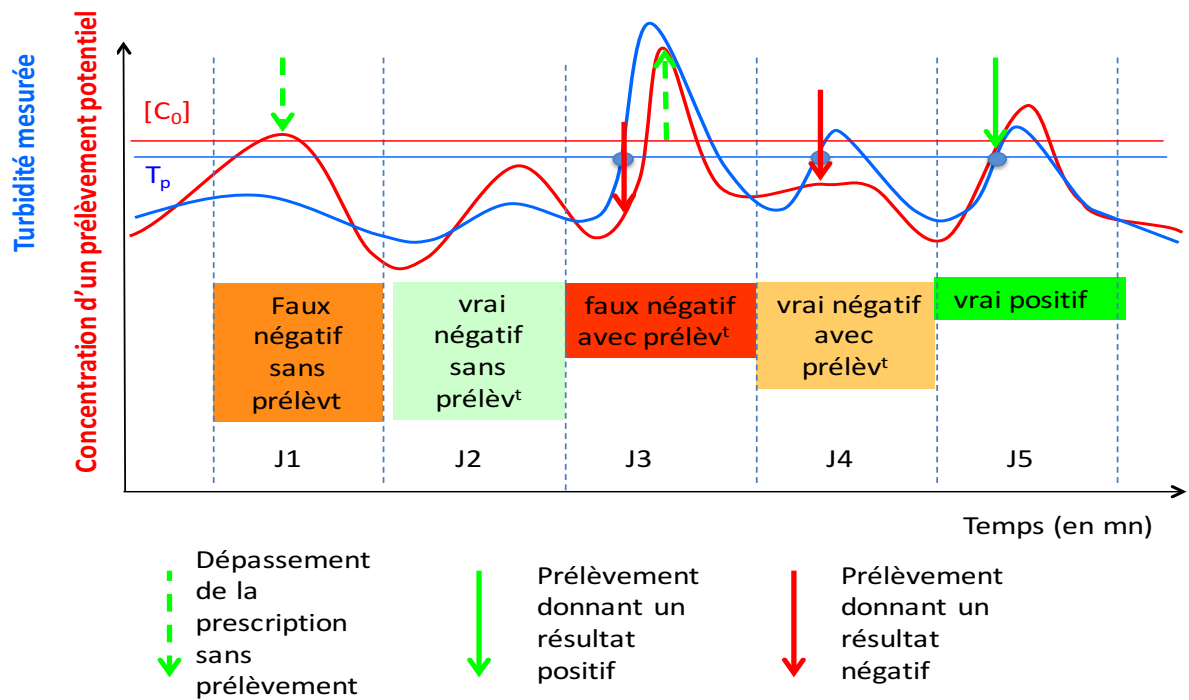 Turbidité mesurée
Concentration d'un prélèvement potentiel
[C₀]
Tₚ
Faux
négatif
sans
prélèvt
vrai
négatif
sans
prélèvᵗ
faux négatif
avec prélèvᵗ
vrai négatif
avec
prélèvᵗ
vrai positif
J1
J2
J3
J4
J5
Temps (en mn)
Dépassement
de la
prescription
sans
prélèvement
Prélèvement
donnant un
résultat
positif
Prélèvement
donnant un
résultat
négatif